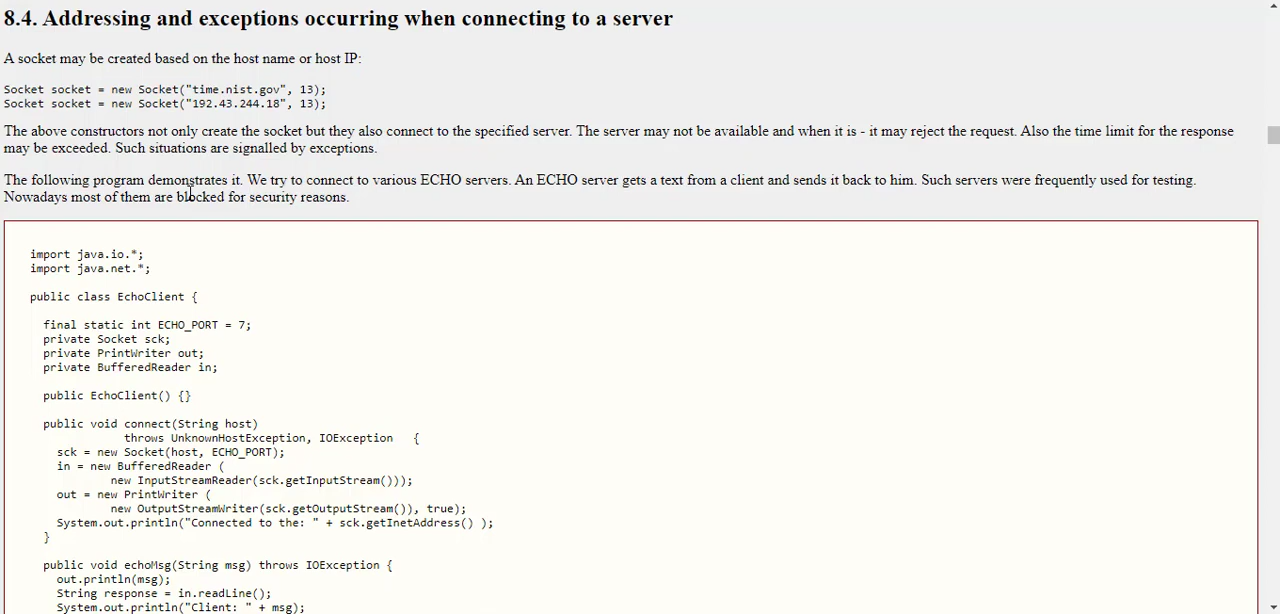 8.4. Addressing and exceptions occurring when connecting to a server
A socket may be created based on the host name or host IP:
Socket socket = new Socket("time.nist.gov", 13);
Socket socket = new Socket("192.43.244.18", 13);
The above constructors not only create the socket but they also connect to the specified server. The server may not be available and when it is - it may reject the request. Also the time limit for the response
may be exceeded. Such situations are signalled by exceptions.
The following program demonstrates it. We try to connect to various ECHO servers. An ECHO server gets a text from a client and sends it back to him. Such servers were frequently used for testing.
Nowadays most of them are blocked for security reasons.
import java.io.*;
import java.net.*;
public class EchoClient {
final static int ECHO_PORT = 7;
private Socket sck;
private PrintWriter out;
private BufferedReader in;
public EchoClient() {}
public void connect(String host)
throws UnknownHostException, IOException {
sck = new Socket(host, ECHO_PORT);
in = new BufferedReader (
new InputStreamReader(sck.getInputStream()));
out = new PrintWriter (
new OutputStreamWriter(sck.getOutputStream()), true);
System.out.println("Connected to the: " + sck.getInetAddress() );
}
public void echoMsg(String msg) throws IOException {
out.println(msg);
String response = in.readLine();
System.out.println("Client: " + msg);